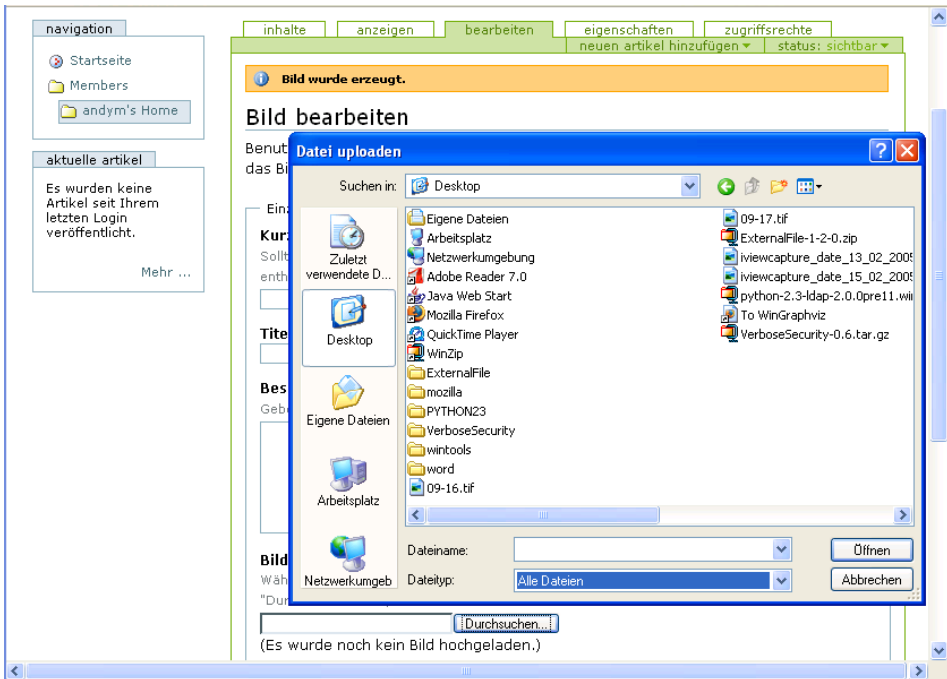 navigation
Startseite
Members
andym's Home
aktuelle artikel
Es wurden keine
Artikel seit Ihrem
letzten Login
veröffentlicht.
Mehr ...
inhalte anzeigen bearbeiten eigenschaften zugriffsrechte
neuen artikel hinzufügen status: sichtbar
Bild wurde erzeugt.
Bild bearbeiten
Benut
das Bi
Einz
Kurz
Sollt
enth
Tite
Bes
Gebe
Bild
Wäh
"Dur
Durchsuchen...
(Es wurde noch kein Bild hochgeladen.)
Datei uploaden
Suchen in: Desktop
Zuletzt
verwendete D...
Desktop
Eigene Dateien
Arbeitsplatz
Netzwerkumgeb
Eigene Dateien
Arbeitsplatz
Netzwerkumgebung
Adobe Reader 7.0
Java Web Start
Mozilla Firefox
QuickTime Player
WinZip
ExternalFile
mozilla
PYTHON23
VerboseSecurity
wintools
word
09-16.tif
09-17.tif
ExternalFile-1-2-0.zip
iviewcapture_date_13_02_2005
iviewcapture_date_15_02_2005
python-2.3-ldap-2.0.0pre11.win
To WinGraphviz
VerboseSecurity-0.6.tar.gz
Dateiname:
Öffnen
Dateityp: Alle Dateien
Abbrechen